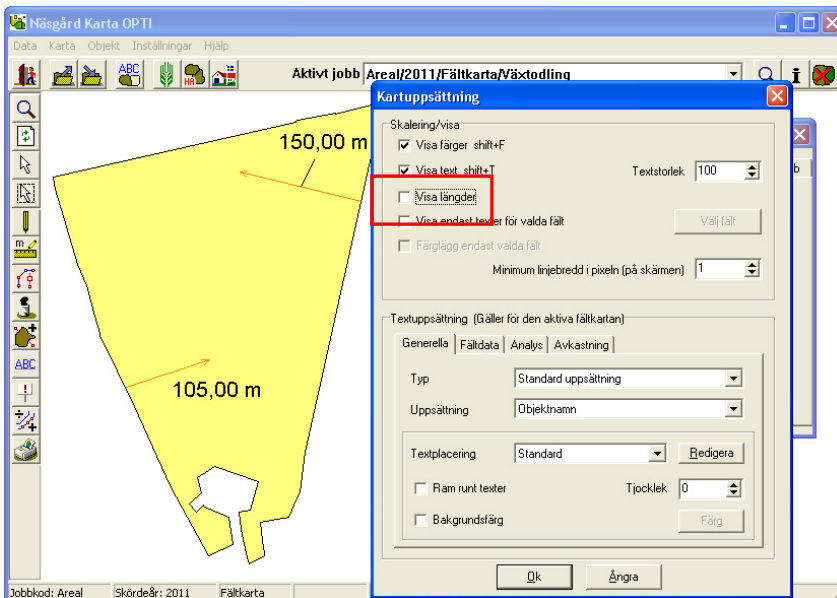 Näsgård Karta OPTI
Data Karta Objekt Inställningar Hjälp
ABC HA Aktivt jobb Areal/2011/Fältkarta/Växtodling i
150,00 m
105,00 m
m
ABC
Kartuppsättning
Skalering/visa
Visa färger shift+F
Visa text shift+T Textstorlek 100
Visa längder
Visa endast texter för valda fält Välj fält
Färglägg endast valda fält
Minimum linjebredd i pixeln (på skärmen) 1
Textuppsättning (Gäller för den aktiva fältkartan)
Generella Fältdata Analys Avkastning
Typ Standard uppsättning
Uppsättning Objektnamn
Textplacering Standard Redigera
Ram runt texter Tjocklek 0
Bakgrundsfärg Färg
Ok Ångra
b
Jobbkod: Areal Skördeår: 2011 Fältkarta